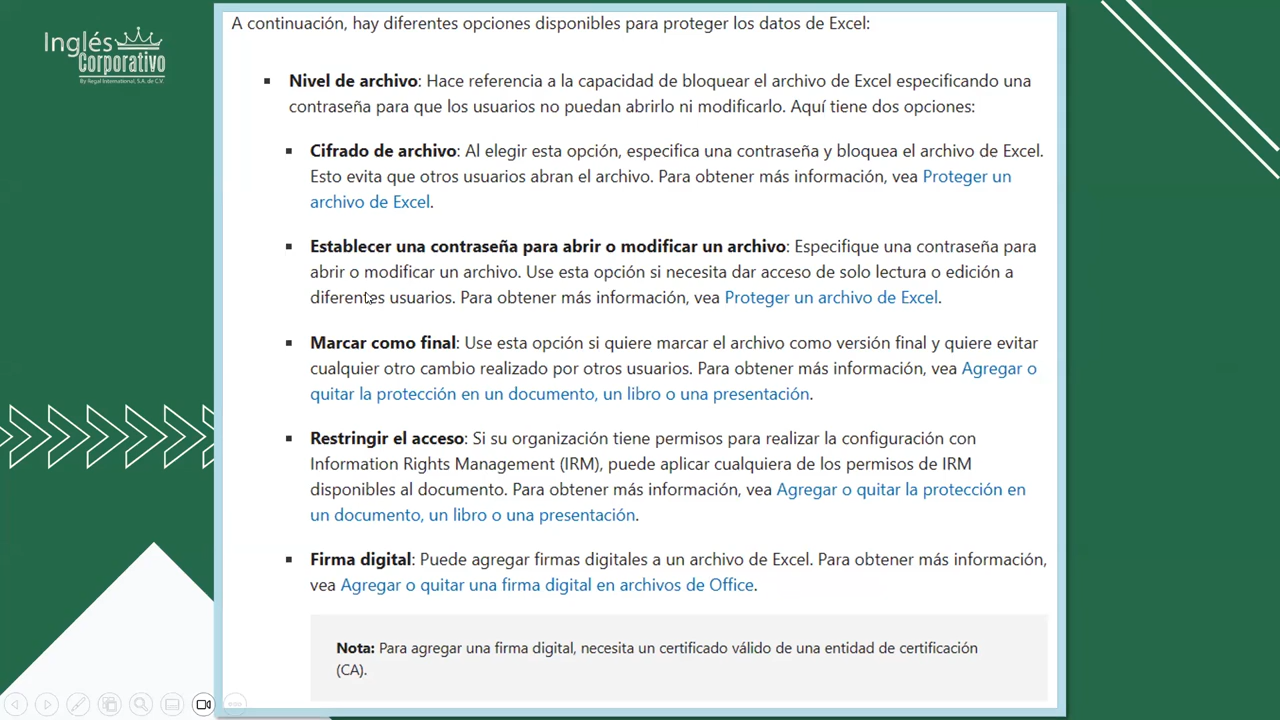 Inglés
Corporativo
By Regal International, S.A. de C.V.
A continuación, hay diferentes opciones disponibles para proteger los datos de Excel:
▪ Nivel de archivo: Hace referencia a la capacidad de bloquear el archivo de Excel especificando una
contraseña para que los usuarios no puedan abrirlo ni modificarlo. Aquí tiene dos opciones:
▪ Cifrado de archivo: Al elegir esta opción, especifica una contraseña y bloquea el archivo de Excel.
Esto evita que otros usuarios abran el archivo. Para obtener más información, vea Proteger un
archivo de Excel.
▪ Establecer una contraseña para abrir o modificar un archivo: Especifique una contraseña para
abrir o modificar un archivo. Use esta opción si necesita dar acceso de solo lectura o edición a
diferentes usuarios. Para obtener más información, vea Proteger un archivo de Excel.
▪ Marcar como final: Use esta opción si quiere marcar el archivo como versión final y quiere evitar
cualquier otro cambio realizado por otros usuarios. Para obtener más información, vea Agregar o
quitar la protección en un documento, un libro o una presentación.
▪ Restringir el acceso: Si su organización tiene permisos para realizar la configuración con
Information Rights Management (IRM), puede aplicar cualquiera de los permisos de IRM
disponibles al documento. Para obtener más información, vea Agregar o quitar la protección en
un documento, un libro o una presentación.
▪ Firma digital: Puede agregar firmas digitales a un archivo de Excel. Para obtener más información,
vea Agregar o quitar una firma digital en archivos de Office.
Nota: Para agregar una firma digital, necesita un certificado válido de una entidad de certificación
(CA).